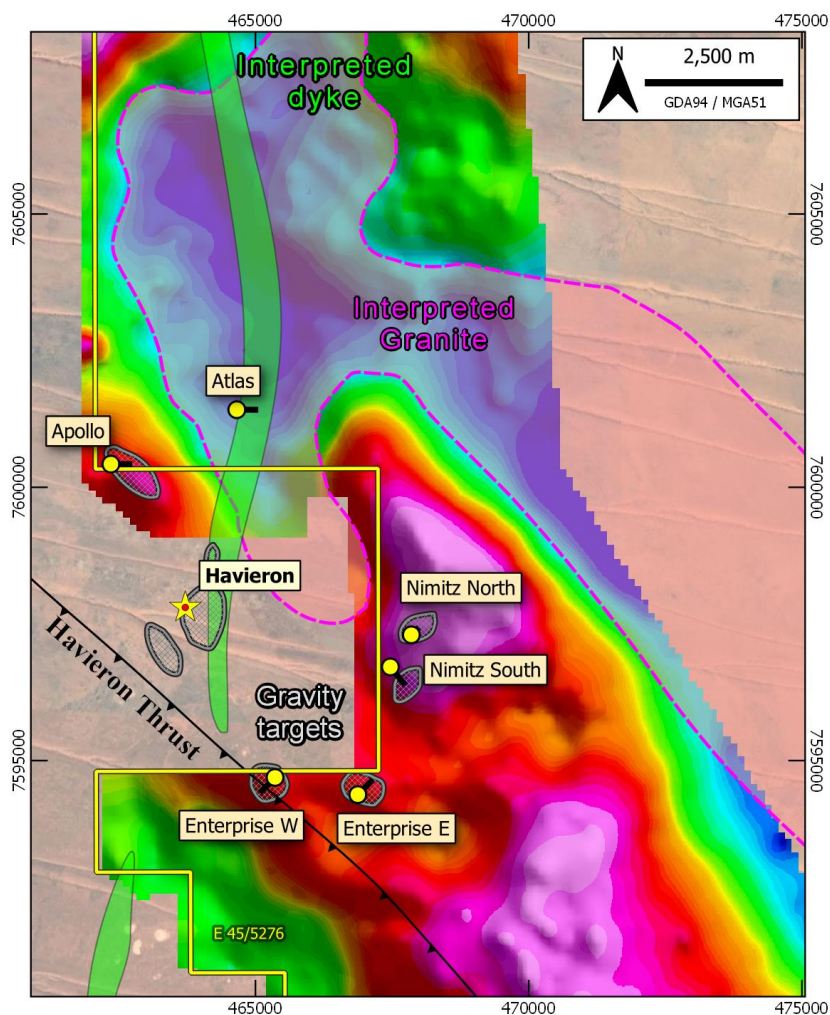 465000
470000
475000
Interpreted
dyke
N
2,500 m
GDA94 / MGA51
7605000
7605000
Interpreted
Granite
Atlas
Apollo
7600000
7600000
Havieron
Nimitz North
Nimitz South
Havieron Thrust
Gravity
targets
7595000
7595000
Enterprise W
Enterprise E
E 45/5276
465000
470000
475000